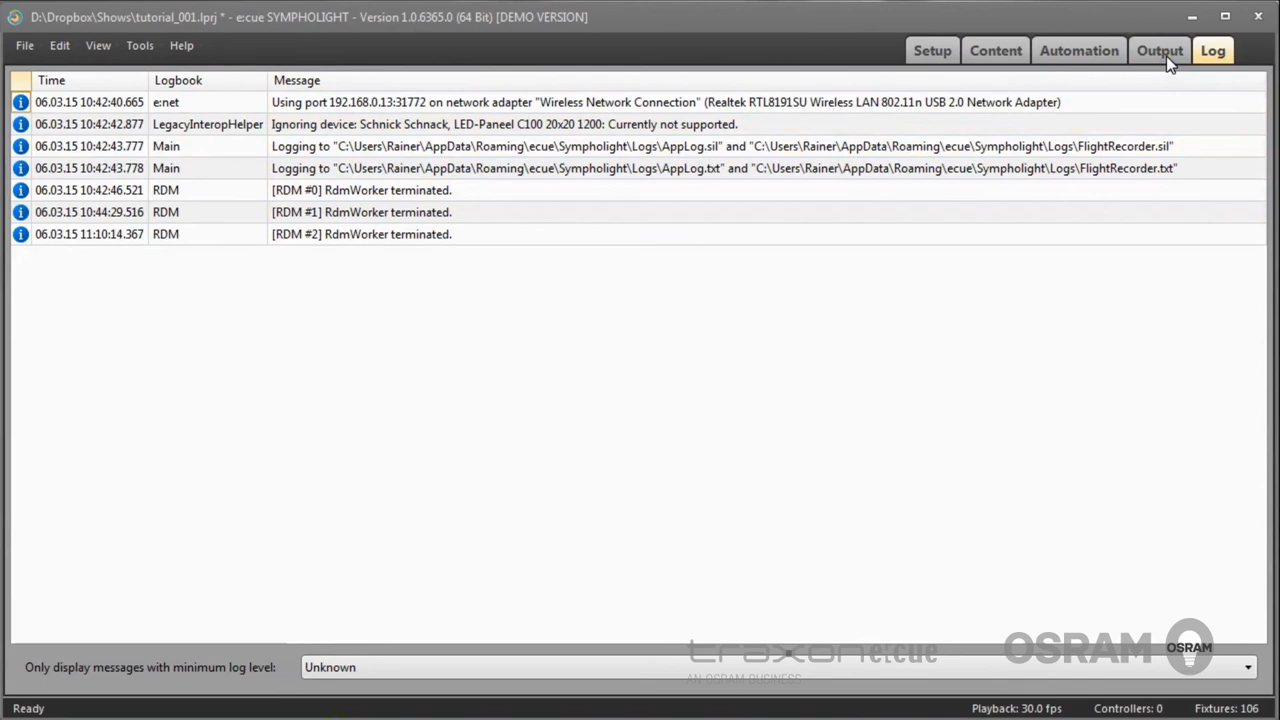 D:\Dropbox\Shows\tutorial_001.lprj * - e:cue SYMPHOLIGHT - Version 1.0.6365.0 (64 Bit) [DEMO VERSION]
File Edit View Tools Help
Setup Content Automation Output Log
Time Logbook Message
06.03.15 10:42:40.665 e:net Using port 192.168.0.13:31772 on network adapter "Wireless Network Connection" (Realtek RTL8191SU Wireless LAN 802.11n USB 2.0 Network Adapter)
06.03.15 10:42:42.877 LegacyInteropHelper Ignoring device: Schnick Schnack, LED-Paneel C100 20x20 1200: Currently not supported.
06.03.15 10:42:43.777 Main Logging to "C:\Users\Rainer\AppData\Roaming\ecue\Sympholight\Logs\AppLog.sil" and "C:\Users\Rainer\AppData\Roaming\ecue\Sympholight\Logs\FlightRecorder.sil"
06.03.15 10:42:43.778 Main Logging to "C:\Users\Rainer\AppData\Roaming\ecue\Sympholight\Logs\AppLog.txt" and "C:\Users\Rainer\AppData\Roaming\ecue\Sympholight\Logs\FlightRecorder.txt"
06.03.15 10:42:46.521 RDM [RDM #0] RdmWorker terminated.
06.03.15 10:44:29.516 RDM [RDM #1] RdmWorker terminated.
06.03.15 11:10:14.367 RDM [RDM #2] RdmWorker terminated.
Only display messages with minimum log level: Unknown
traxon e:cue
AN OSRAM BUSINESS
OSRAM OSRAM
Ready Playback: 30.0 fps Controllers: 0 Fixtures: 106